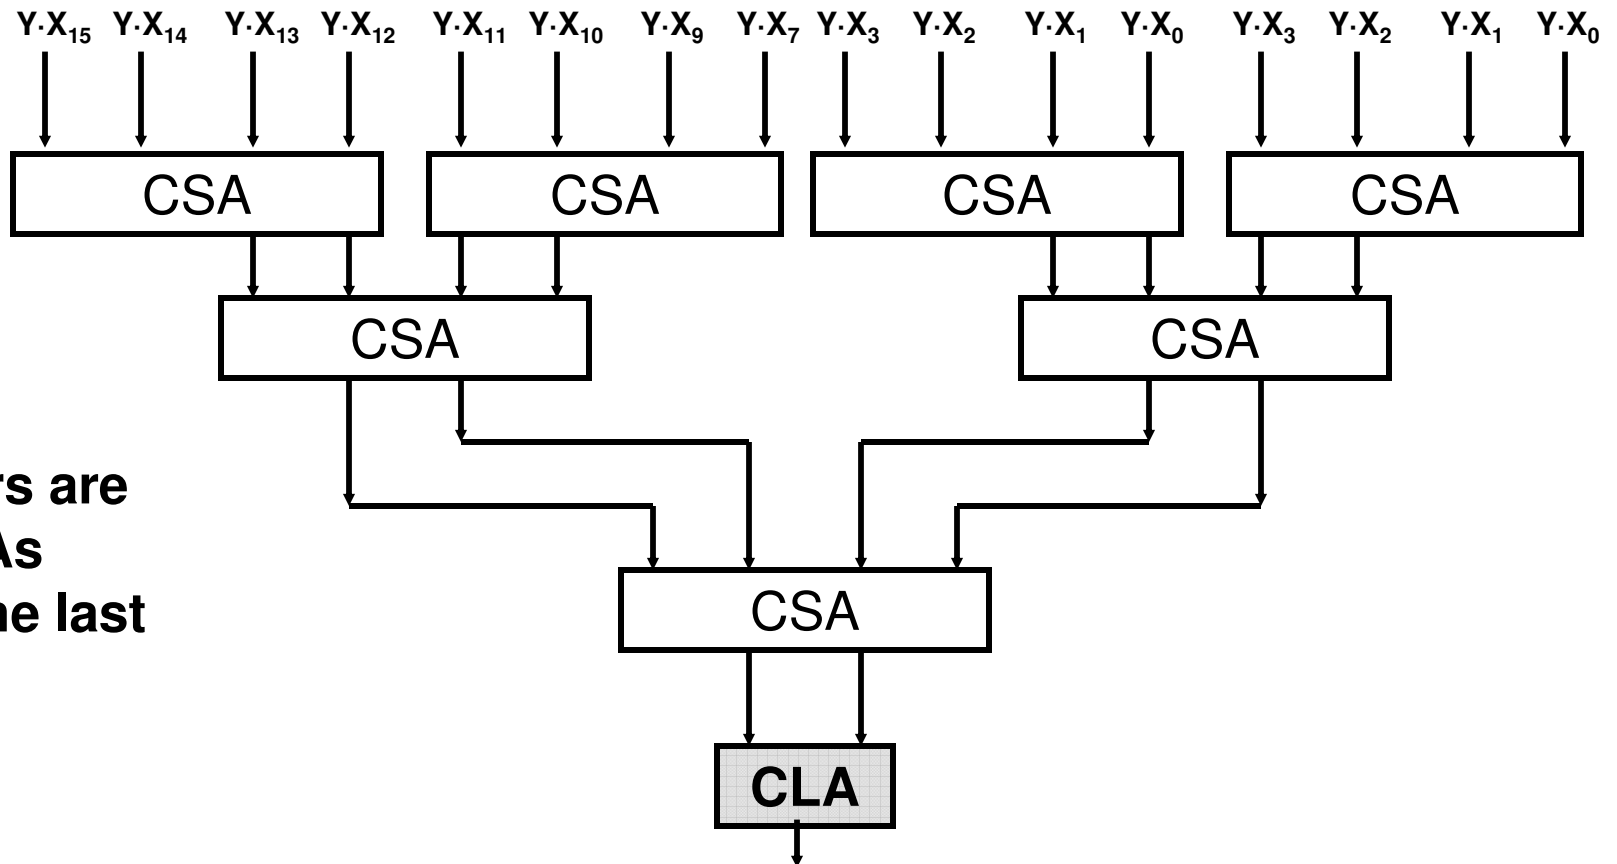 Y·X15 Y·X14 Y·X13 Y·X12 Y·X11 Y·X10 Y·X9 Y·X7 Y·X3 Y·X2 Y·X1 Y·X0 Y·X3 Y·X2 Y·X1 Y·X0
CSA CSA CSA CSA
CSA CSA
rs are
As
ne last
CSA
CLA